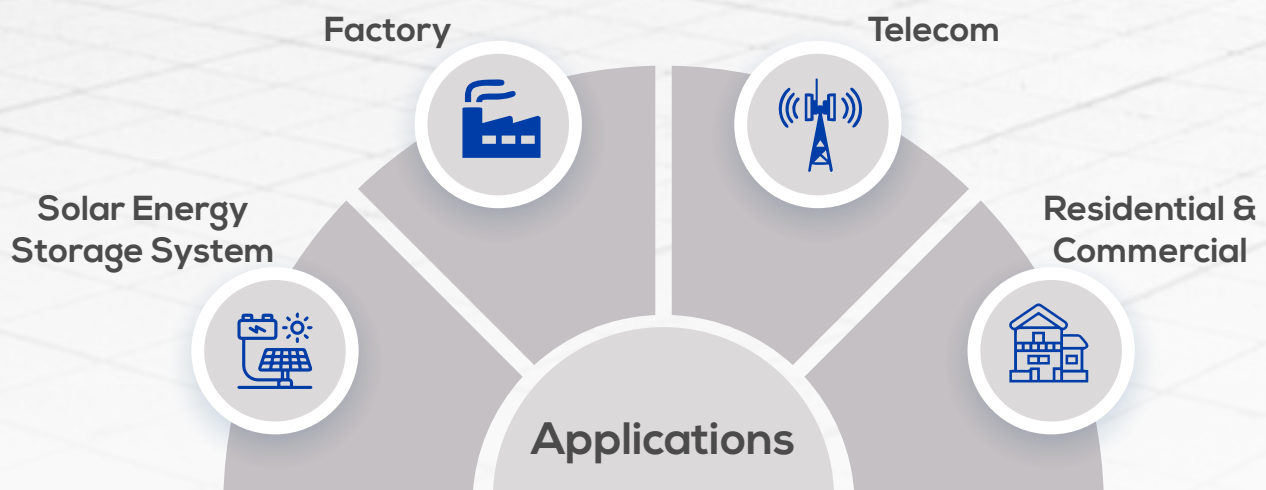 Factory
Telecom
Solar Energy
Storage System
Residential &
Commercial
Applications